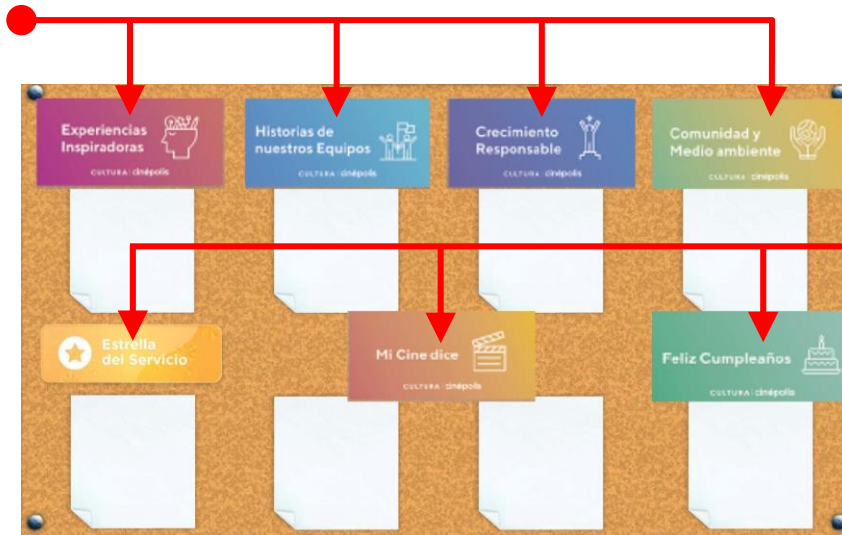 Experiencias
Inspiradoras
CULTURA | cinépolis
Historias de
nuestros Equipos
CULTURA | cinépolis
Crecimiento
Responsable
CULTURA | cinépolis
Comunidad y
Medio ambiente
CULTURA | cinépolis
Estrella
del Servicio
Mi Cine dice
CULTURA | cinépolis
Feliz Cumpleaños
CULTURA | cinépolis